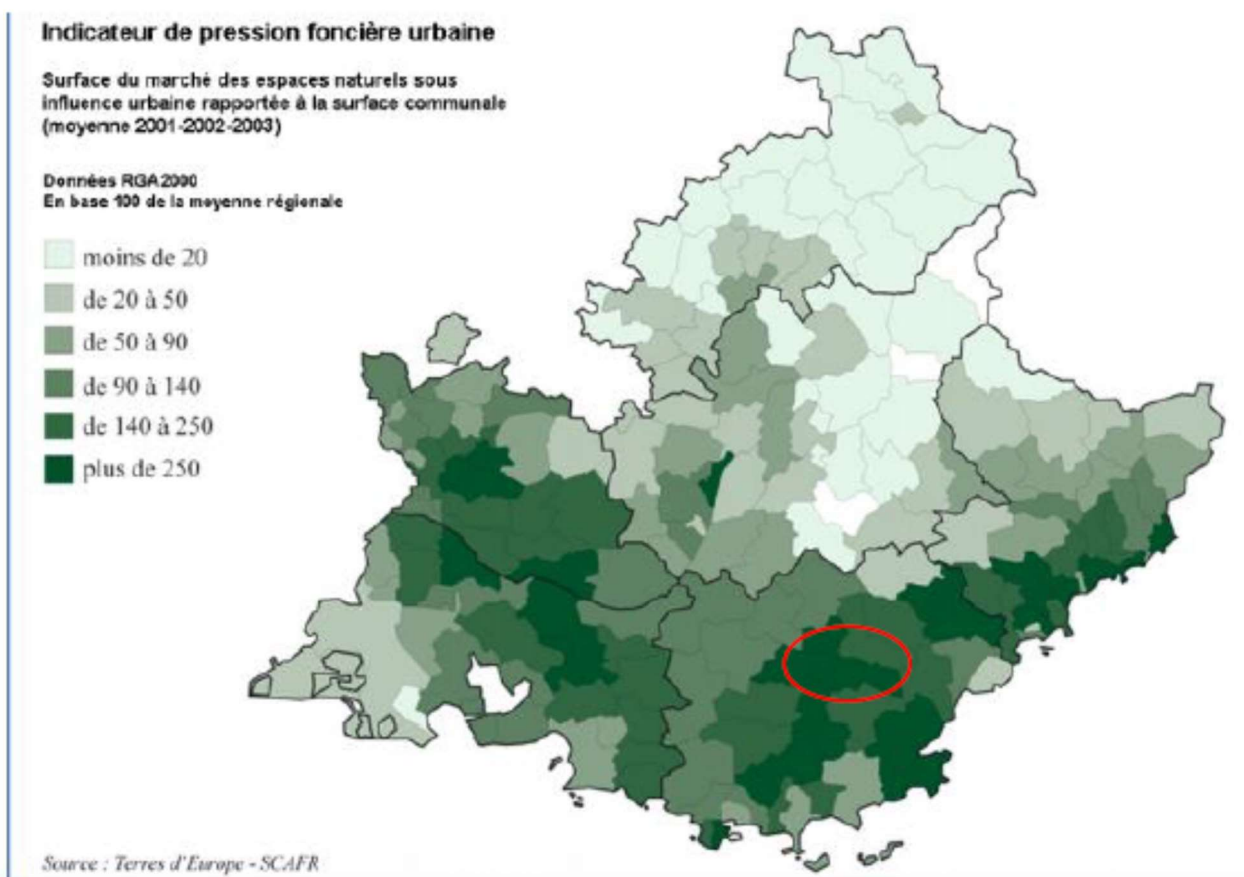 Indicateur de pression foncière urbaine
Surface du marché des espaces naturels sous
influence urbaine rapportée à la surface communale
(moyenne 2001-2002-2003)
Données RGA2000
En base 100 de la moyenne régionale
moins de 20
de 20 à 50
de 50 à 90
de 90 à 140
de 140 à 250
plus de 250
Source : Terres d'Europe - SCAFR